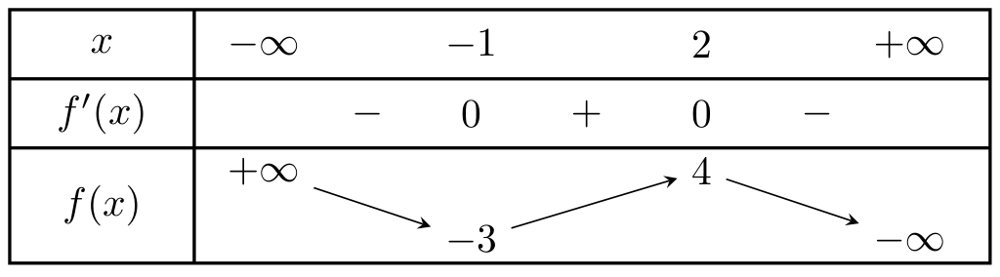 x −∞ −1 2 +∞
f′(x) − 0 + 0 −
+∞ 4
f(x)
−3 −∞